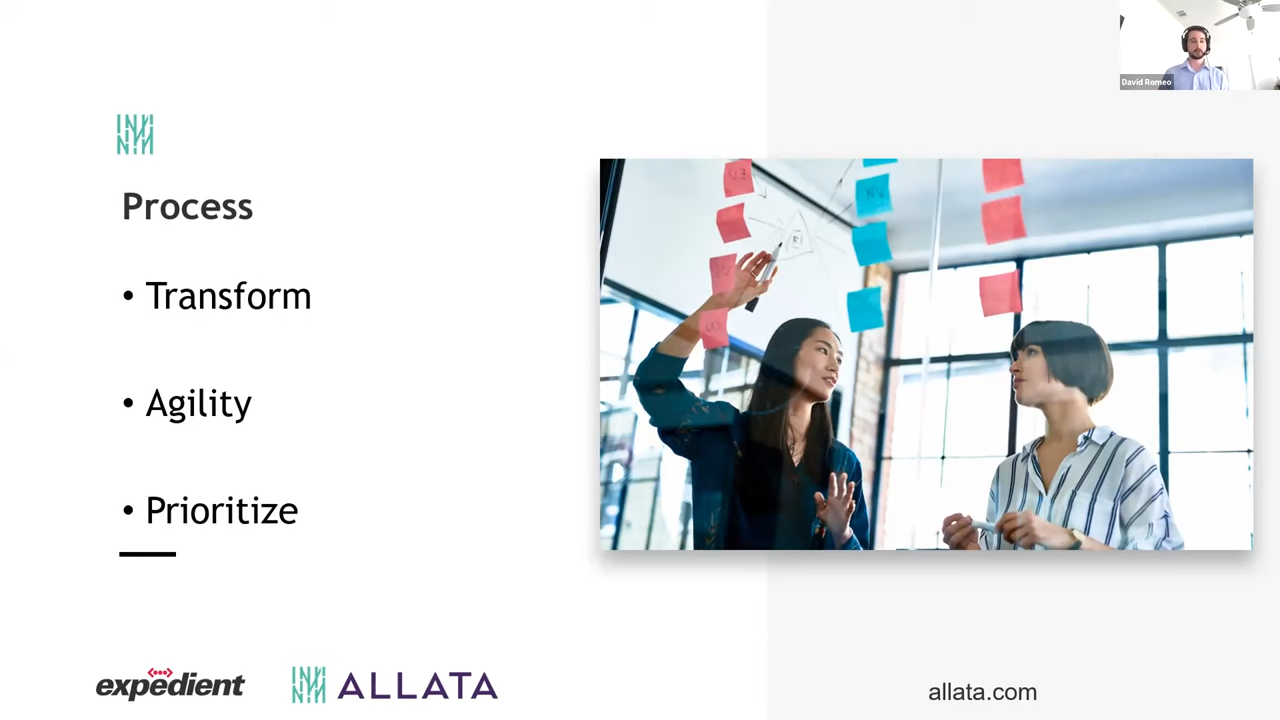 David Romeo
Process
• Transform
• Agility
• Prioritize
expedient
ALLATA
allata.com